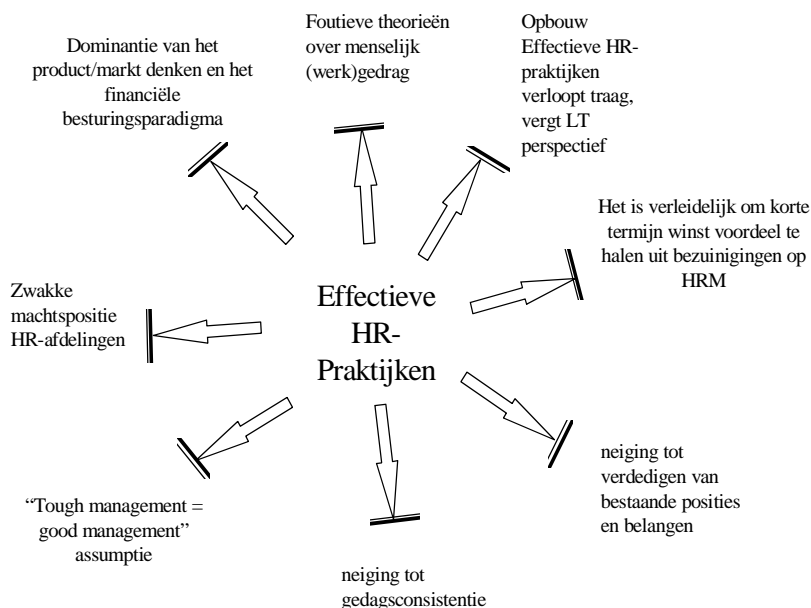 Dominantie van het
product/markt denken en het
financiële
besturingsparadigma
Foutieve theorieën
over menselijk
(werk)gedrag
Opbouw
Effectieve HR-
praktijken
verloopt traag,
vergt LT
perspectief
Het is verleidelijk om korte
termijn winst voordeel te
halen uit bezuinigingen op
HRM
Zwakke
machtspositie
HR-afdelingen
Effectieve
HR-
Praktijken
neiging tot
verdedigen van
bestaande posities
en belangen
“Tough management =
good management”
assumptie
neiging tot
gedagsconsistentie